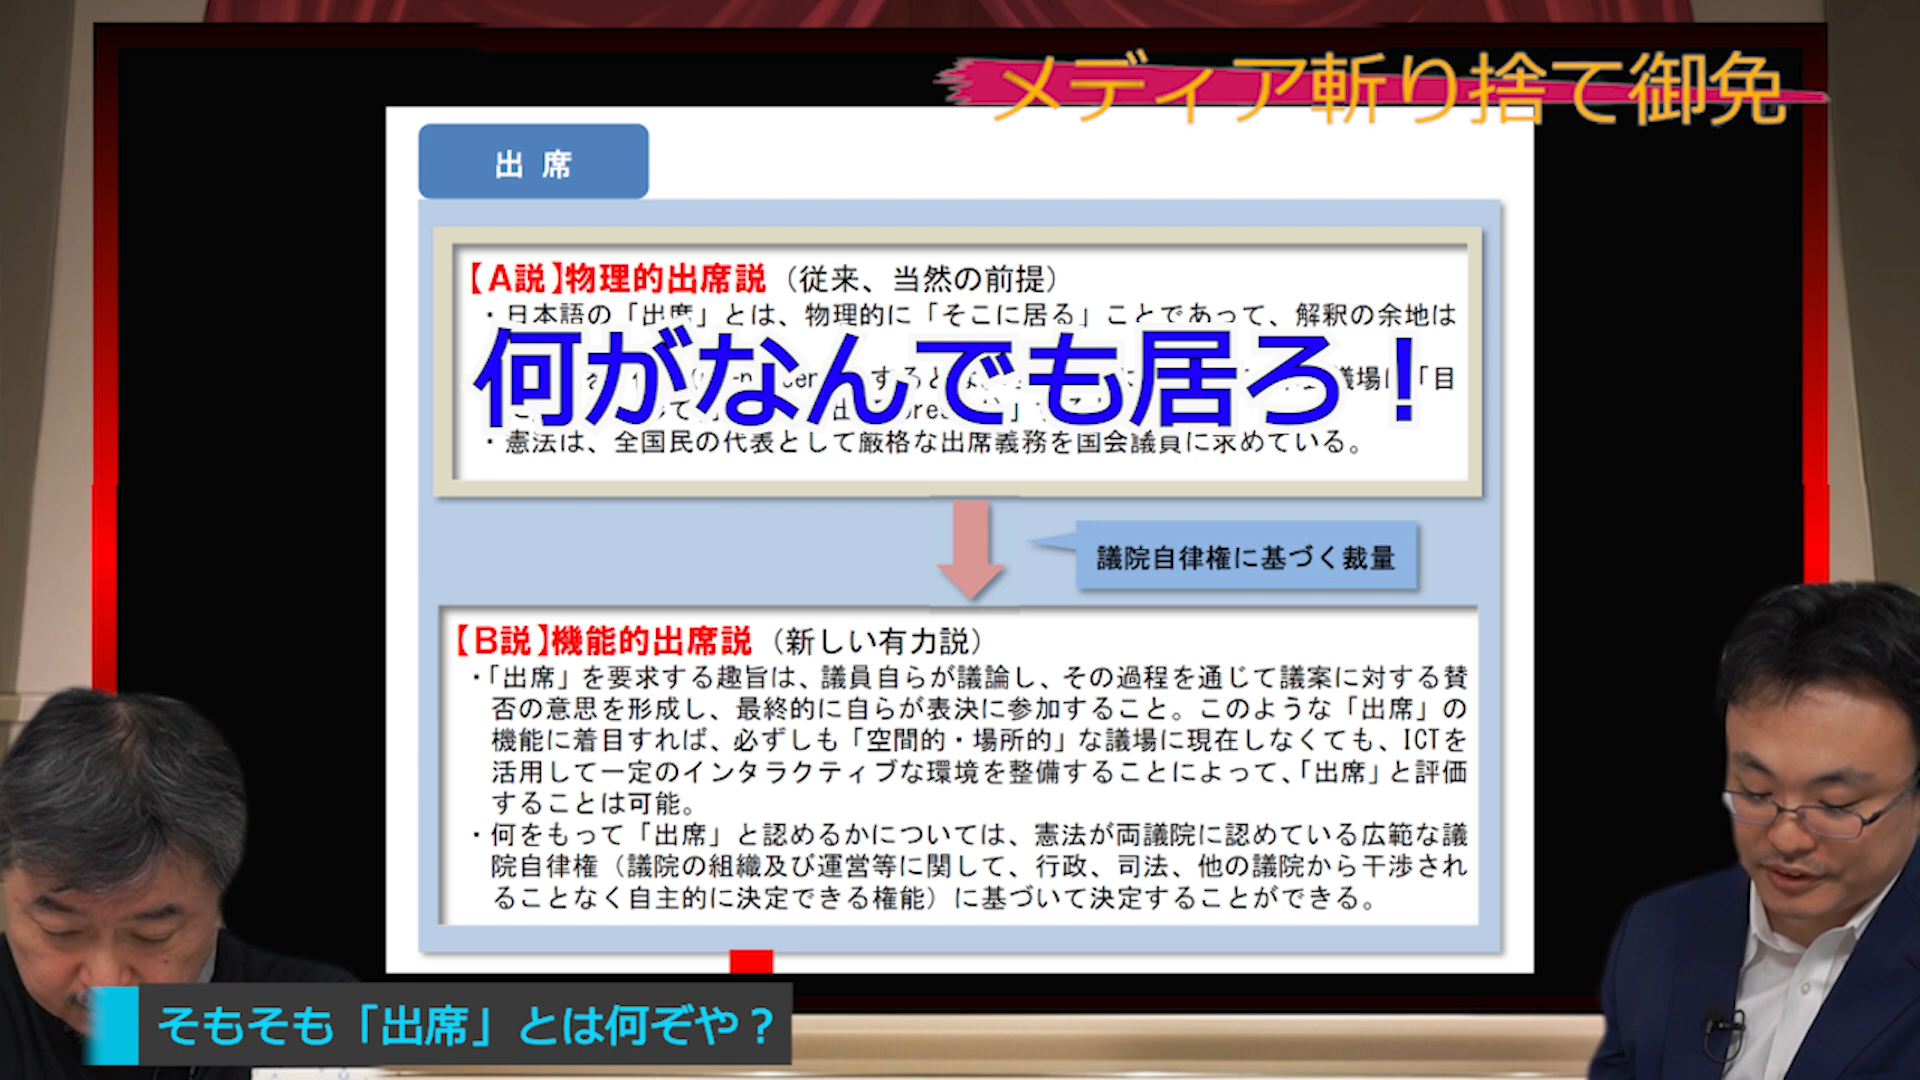 メディア斬り捨て御免
出 席
【A説】物理的出席説（従来、当然の前提）
・日本語の「出席」とは、物理的に「そこに居る」ことであって、解釈の余地は
何がなんでも居ろ！
議場に「目
・憲法は、全国民の代表として厳格な出席義務を国会議員に求めている。
議院自律権に基づく裁量
【B説】機能的出席説（新しい有力説）
・「出席」を要求する趣旨は、議員自らが議論し、その過程を通じて議案に対する賛
否の意思を形成し、最終的に自らが表決に参加すること。このような「出席」の
機能に着目すれば、必ずしも「空間的・場所的」な議場に現在しなくても、ICTを
活用して一定のインタラクティブな環境を整備することによって、「出席」と評価
することは可能。
・何をもって「出席」と認めるかについては、憲法が両議院に認めている広範な議
院自律権（議院の組織及び運営等に関して、行政、司法、他の議院から干渉され
ることなく自主的に決定できる権能）に基づいて決定することができる。
そもそも「出席」とは何ぞや？